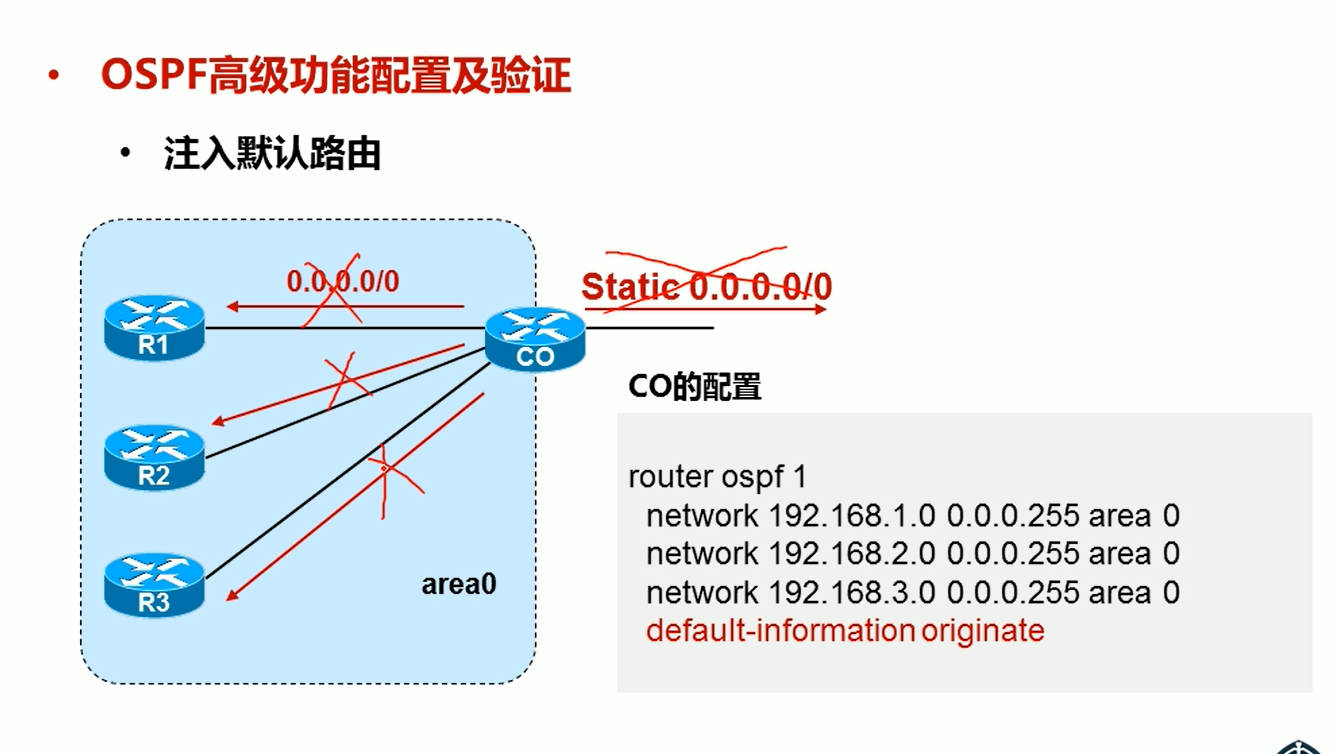 • OSPF高级功能配置及验证
• 注入默认路由
0.0.0.0/0
Static 0.0.0.0/0
R1
CO
CO的配置
R2
router ospf 1
network 192.168.1.0 0.0.0.255 area 0
network 192.168.2.0 0.0.0.255 area 0
network 192.168.3.0 0.0.0.255 area 0
default-information originate
R3
area0